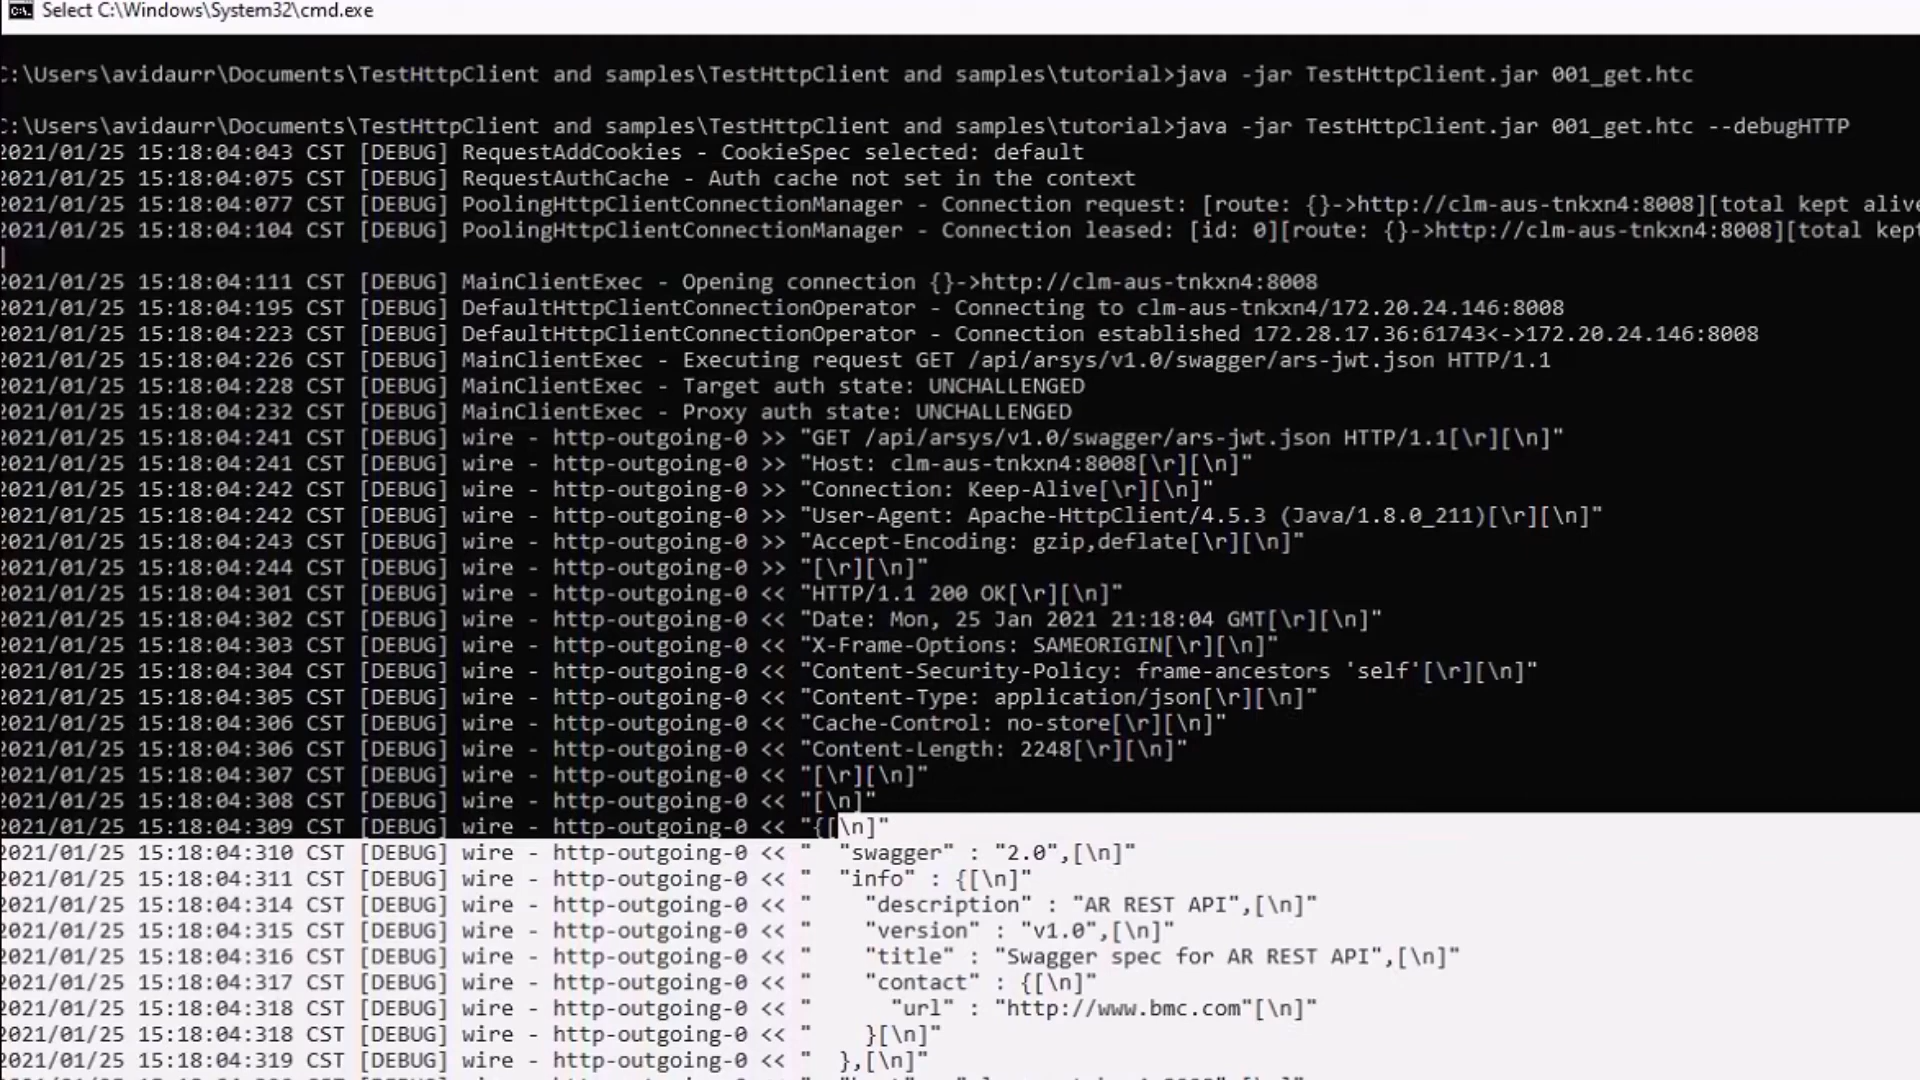 Select C:\Windows\System32\cmd.exe
:\Users\avidaurr\Documents\TestHttpClient and samples\TestHttpClient and samples\tutorial>java -jar TestHttpClient.jar 001_get.htc
:\Users\avidaurr\Documents\TestHttpClient and samples\TestHttpClient and samples\tutorial>java -jar TestHttpClient.jar 001_get.htc --debugHTTP
2021/01/25 15:18:04:043 CST [DEBUG] RequestAddCookies - CookieSpec selected: default
2021/01/25 15:18:04:075 CST [DEBUG] RequestAuthCache - Auth cache not set in the context
2021/01/25 15:18:04:077 CST [DEBUG] PoolingHttpClientConnectionManager - Connection request: [route: {}->http://clm-aus-tnkxn4:8008][total kept alive
2021/01/25 15:18:04:104 CST [DEBUG] PoolingHttpClientConnectionManager - Connection leased: [id: 0][route: {}->http://clm-aus-tnkxn4:8008][total kept
]
2021/01/25 15:18:04:111 CST [DEBUG] MainClientExec - Opening connection {}->http://clm-aus-tnkxn4:8008
2021/01/25 15:18:04:195 CST [DEBUG] DefaultHttpClientConnectionOperator - Connecting to clm-aus-tnkxn4/172.20.24.146:8008
2021/01/25 15:18:04:223 CST [DEBUG] DefaultHttpClientConnectionOperator - Connection established 172.28.17.36:61743<->172.20.24.146:8008
2021/01/25 15:18:04:226 CST [DEBUG] MainClientExec - Executing request GET /api/arsys/v1.0/swagger/ars-jwt.json HTTP/1.1
2021/01/25 15:18:04:228 CST [DEBUG] MainClientExec - Target auth state: UNCHALLENGED
2021/01/25 15:18:04:232 CST [DEBUG] MainClientExec - Proxy auth state: UNCHALLENGED
2021/01/25 15:18:04:241 CST [DEBUG] wire - http-outgoing-0 >> "GET /api/arsys/v1.0/swagger/ars-jwt.json HTTP/1.1[\r][\n]"
2021/01/25 15:18:04:241 CST [DEBUG] wire - http-outgoing-0 >> "Host: clm-aus-tnkxn4:8008[\r][\n]"
2021/01/25 15:18:04:242 CST [DEBUG] wire - http-outgoing-0 >> "Connection: Keep-Alive[\r][\n]"
2021/01/25 15:18:04:242 CST [DEBUG] wire - http-outgoing-0 >> "User-Agent: Apache-HttpClient/4.5.3 (Java/1.8.0_211)[\r][\n]"
2021/01/25 15:18:04:243 CST [DEBUG] wire - http-outgoing-0 >> "Accept-Encoding: gzip,deflate[\r][\n]"
2021/01/25 15:18:04:244 CST [DEBUG] wire - http-outgoing-0 >> "[\r][\n]"
2021/01/25 15:18:04:301 CST [DEBUG] wire - http-outgoing-0 << "HTTP/1.1 200 OK[\r][\n]"
2021/01/25 15:18:04:302 CST [DEBUG] wire - http-outgoing-0 << "Date: Mon, 25 Jan 2021 21:18:04 GMT[\r][\n]"
2021/01/25 15:18:04:303 CST [DEBUG] wire - http-outgoing-0 << "X-Frame-Options: SAMEORIGIN[\r][\n]"
2021/01/25 15:18:04:304 CST [DEBUG] wire - http-outgoing-0 << "Content-Security-Policy: frame-ancestors 'self'[\r][\n]"
2021/01/25 15:18:04:305 CST [DEBUG] wire - http-outgoing-0 << "Content-Type: application/json[\r][\n]"
2021/01/25 15:18:04:306 CST [DEBUG] wire - http-outgoing-0 << "Cache-Control: no-store[\r][\n]"
2021/01/25 15:18:04:306 CST [DEBUG] wire - http-outgoing-0 << "Content-Length: 2248[\r][\n]"
2021/01/25 15:18:04:307 CST [DEBUG] wire - http-outgoing-0 << "[\r][\n]"
2021/01/25 15:18:04:308 CST [DEBUG] wire - http-outgoing-0 << "[\n]"
2021/01/25 15:18:04:309 CST [DEBUG] wire - http-outgoing-0 << "{[\n]"
2021/01/25 15:18:04:310 CST [DEBUG] wire - http-outgoing-0 << "  "swagger" : "2.0",[\n]"
2021/01/25 15:18:04:311 CST [DEBUG] wire - http-outgoing-0 << "  "info" : {[\n]"
2021/01/25 15:18:04:314 CST [DEBUG] wire - http-outgoing-0 << "    "description" : "AR REST API",[\n]"
2021/01/25 15:18:04:315 CST [DEBUG] wire - http-outgoing-0 << "    "version" : "v1.0",[\n]"
2021/01/25 15:18:04:316 CST [DEBUG] wire - http-outgoing-0 << "    "title" : "Swagger spec for AR REST API",[\n]"
2021/01/25 15:18:04:317 CST [DEBUG] wire - http-outgoing-0 << "    "contact" : {[\n]"
2021/01/25 15:18:04:318 CST [DEBUG] wire - http-outgoing-0 << "      "url" : "http://www.bmc.com"[\n]"
2021/01/25 15:18:04:318 CST [DEBUG] wire - http-outgoing-0 << "    }[\n]"
2021/01/25 15:18:04:319 CST [DEBUG] wire - http-outgoing-0 << "  },[\n]"